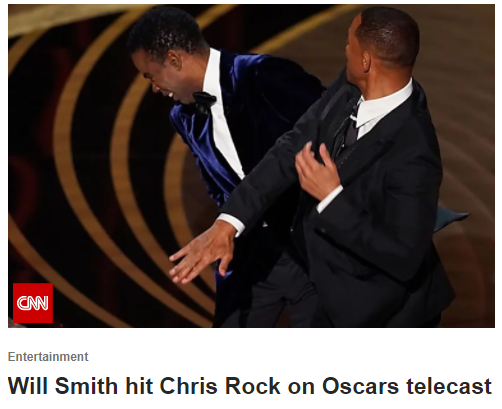 CNN
Entertainment
Will Smith hit Chris Rock on Oscars telecast